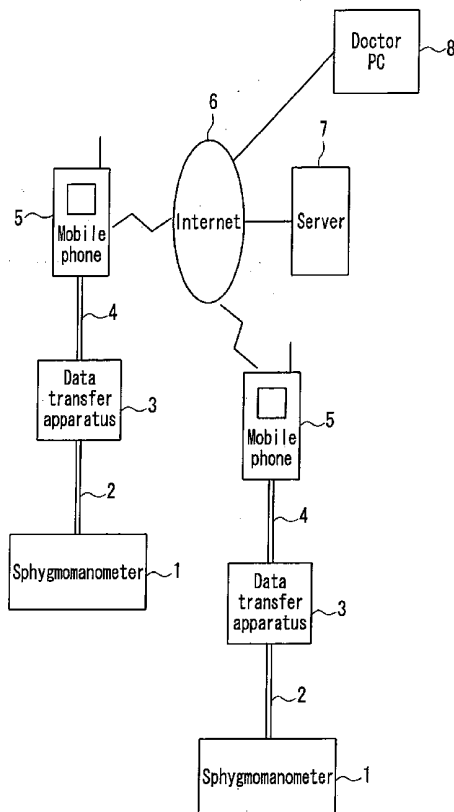 Doctor
PC
8
6
7
Internet
Server
5
Mobile
phone
4
Data
transfer
apparatus
3
2
Sphygmomanometer
1
Mobile
phone
5
4
Data
transfer
apparatus
3
2
Sphygmomanometer
1